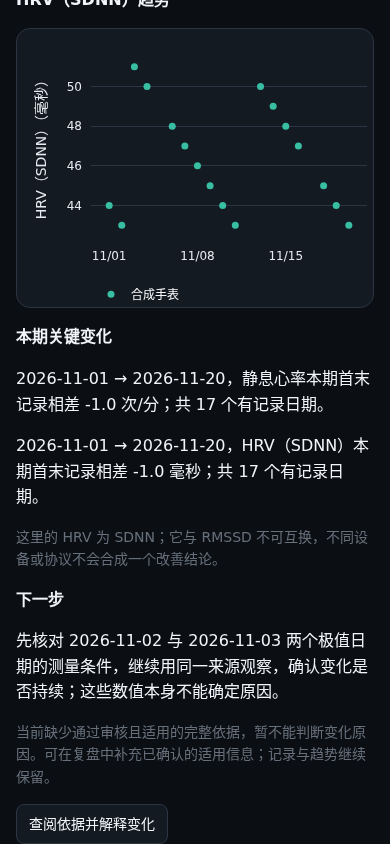 HRV（SDNN）趋势
HRV（SDNN）（毫秒）
50
48
46
44
11/01
11/08
11/15
合成手表
本期关键变化
2026-11-01 → 2026-11-20，静息心率本期首末
记录相差 -1.0 次/分；共 17 个有记录日期。
2026-11-01 → 2026-11-20，HRV（SDNN）本
期首末记录相差 -1.0 毫秒；共 17 个有记录日
期。
这里的 HRV 为 SDNN；它与 RMSSD 不可互换，不同设
备或协议不会合成一个改善结论。
下一步
先核对 2026-11-02 与 2026-11-03 两个极值日
期的测量条件，继续用同一来源观察，确认变化是
否持续；这些数值本身不能确定原因。
当前缺少通过审核且适用的完整依据，暂不能判断变化原
因。可在复盘中补充已确认的适用信息；记录与趋势继续
保留。
查阅依据并解释变化